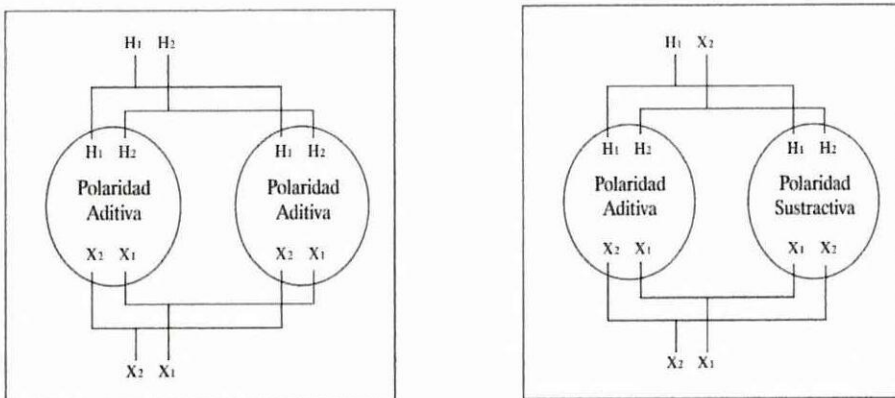 H1 H2
H1 H2
H1 H2
Polaridad
Aditiva
Polaridad
Aditiva
X2 X1
X2 X1
X2 X1
H1 X2
H1 H2
H1 H2
Polaridad
Aditiva
Polaridad
Sustractiva
X2 X1
X1 X2
X2 X1